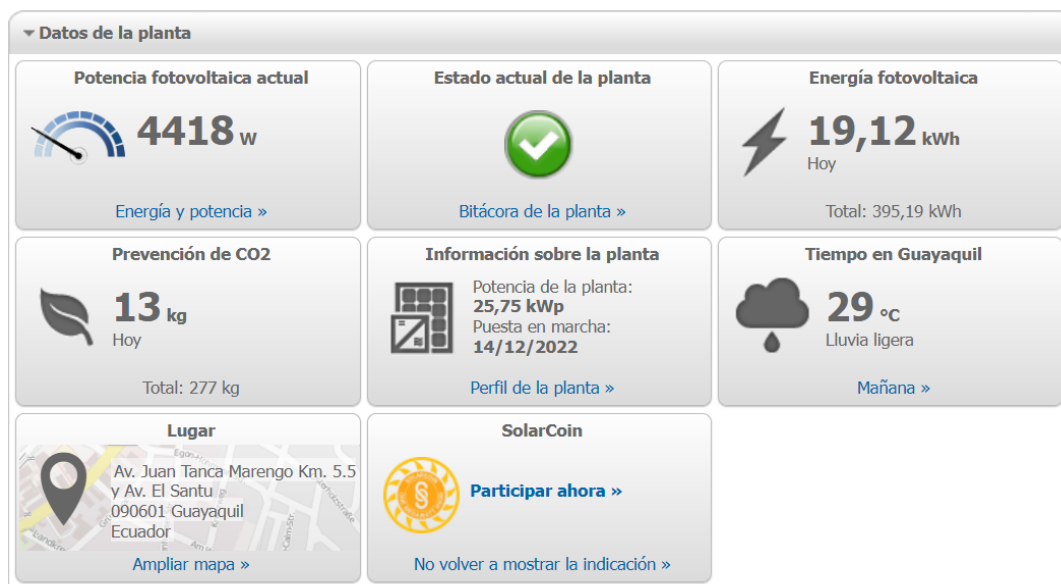 Datos de la planta
Potencia fotovoltaica actual
4418 W
Energía y potencia »
Estado actual de la planta
Bitácora de la planta »
Energía fotovoltaica
19,12 kWh
Hoy
Total: 395,19 kWh
Prevención de CO2
13 kg
Hoy
Total: 277 kg
Información sobre la planta
Potencia de la planta:
25,75 kWp
Puesta en marcha:
14/12/2022
Perfil de la planta »
Tiempo en Guayaquil
29 °C
Lluvia ligera
Mañana »
Lugar
Av. Juan Tanca Marengo Km. 5.5
y Av. El Santu
090601 Guayaquil
Ecuador
Ampliar mapa »
SolarCoin
Participar ahora »
No volver a mostrar la indicación »